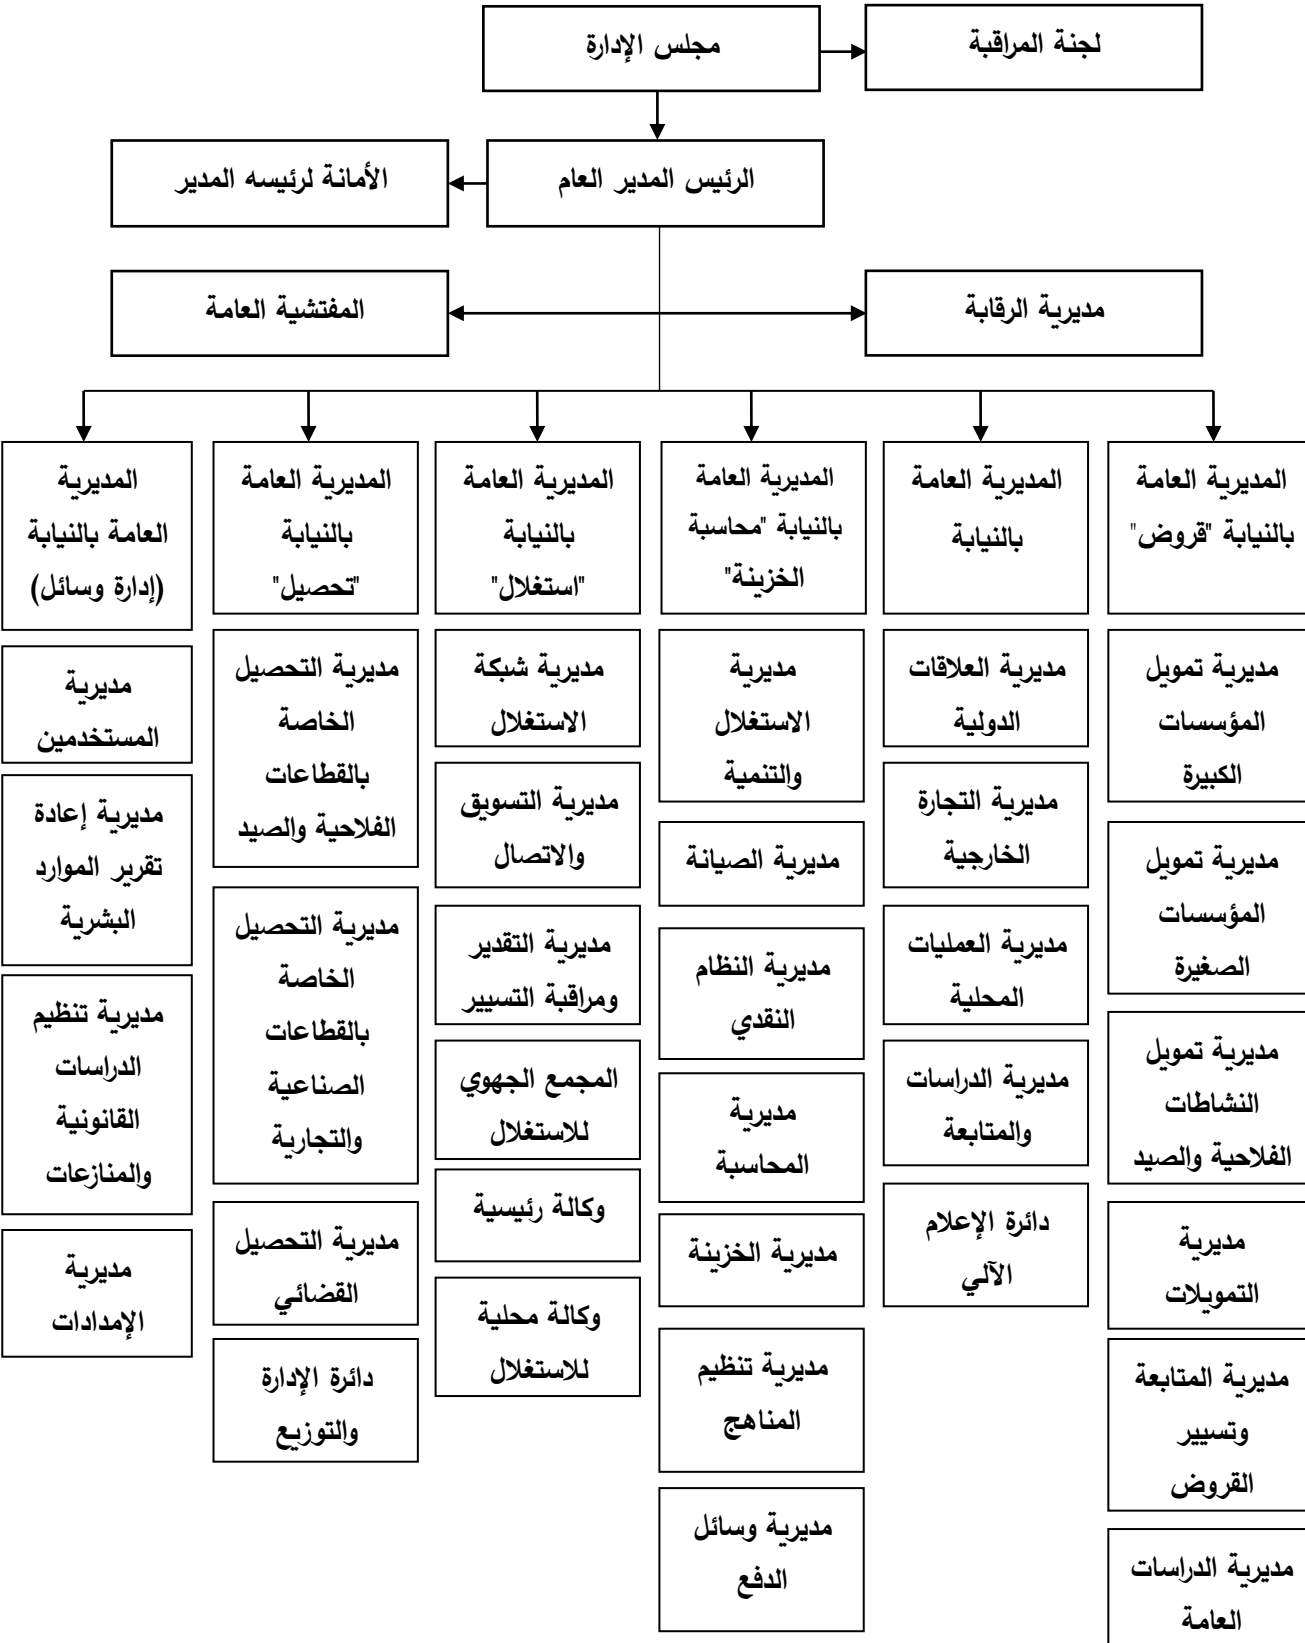 مجلس الإدارة
لجنة المراقبة
الرئيس المدير العام
الأمانة لرئيسه المدير
مديرية الرقابة
المفتشية العامة
المديرية العامة
بالنيابة "قروض"
مديرية تمويل
المؤسسات
الكبيرة
مديرية تمويل
المؤسسات
الصغيرة
مديرية تمويل
النشاطات
الفلاحية والصيد
مديرية
التمويلات
مديرية المتابعة
وتسيير
القروض
مديرية الدراسات
العامة
المديرية العامة
بالنيابة
مديرية العلاقات
الدولية
مديرية التجارة
الخارجية
مديرية العمليات
المحلية
مديرية الدراسات
والمتابعة
دائرة الإعلام
الآلي
المديرية العامة
بالنيابة "محاسبة
الخزينة"
مديرية
الاستغلال
والتنمية
مديرية الصيانة
مديرية النظام
النقدي
مديرية
المحاسبة
مديرية الخزينة
مديرية تنظيم
المناهج
مديرية وسائل
الدفع
المديرية العامة
بالنيابة
"استغلال"
مديرية شبكة
الاستغلال
مديرية التسويق
والاتصال
مديرية التقدير
ومراقبة التسيير
المجمع الجهوي
للاستغلال
وكالة رئيسية
وكالة محلية
للاستغلال
المديرية العامة
بالنيابة
"تحصيل"
مديرية التحصيل
الخاصة
بالقطاعات
الفلاحية والصيد
مديرية التحصيل
الخاصة
بالقطاعات
الصناعية
والتجارية
مديرية التحصيل
القضائي
دائرة الإدارة
والتوزيع
المديرية
العامة بالنيابة
(إدارة وسائل)
مديرية
المستخدمين
مديرية إعادة
تقرير الموارد
البشرية
مديرية تنظيم
الدراسات
القانونية
والمنازعات
مديرية
الإمدادات